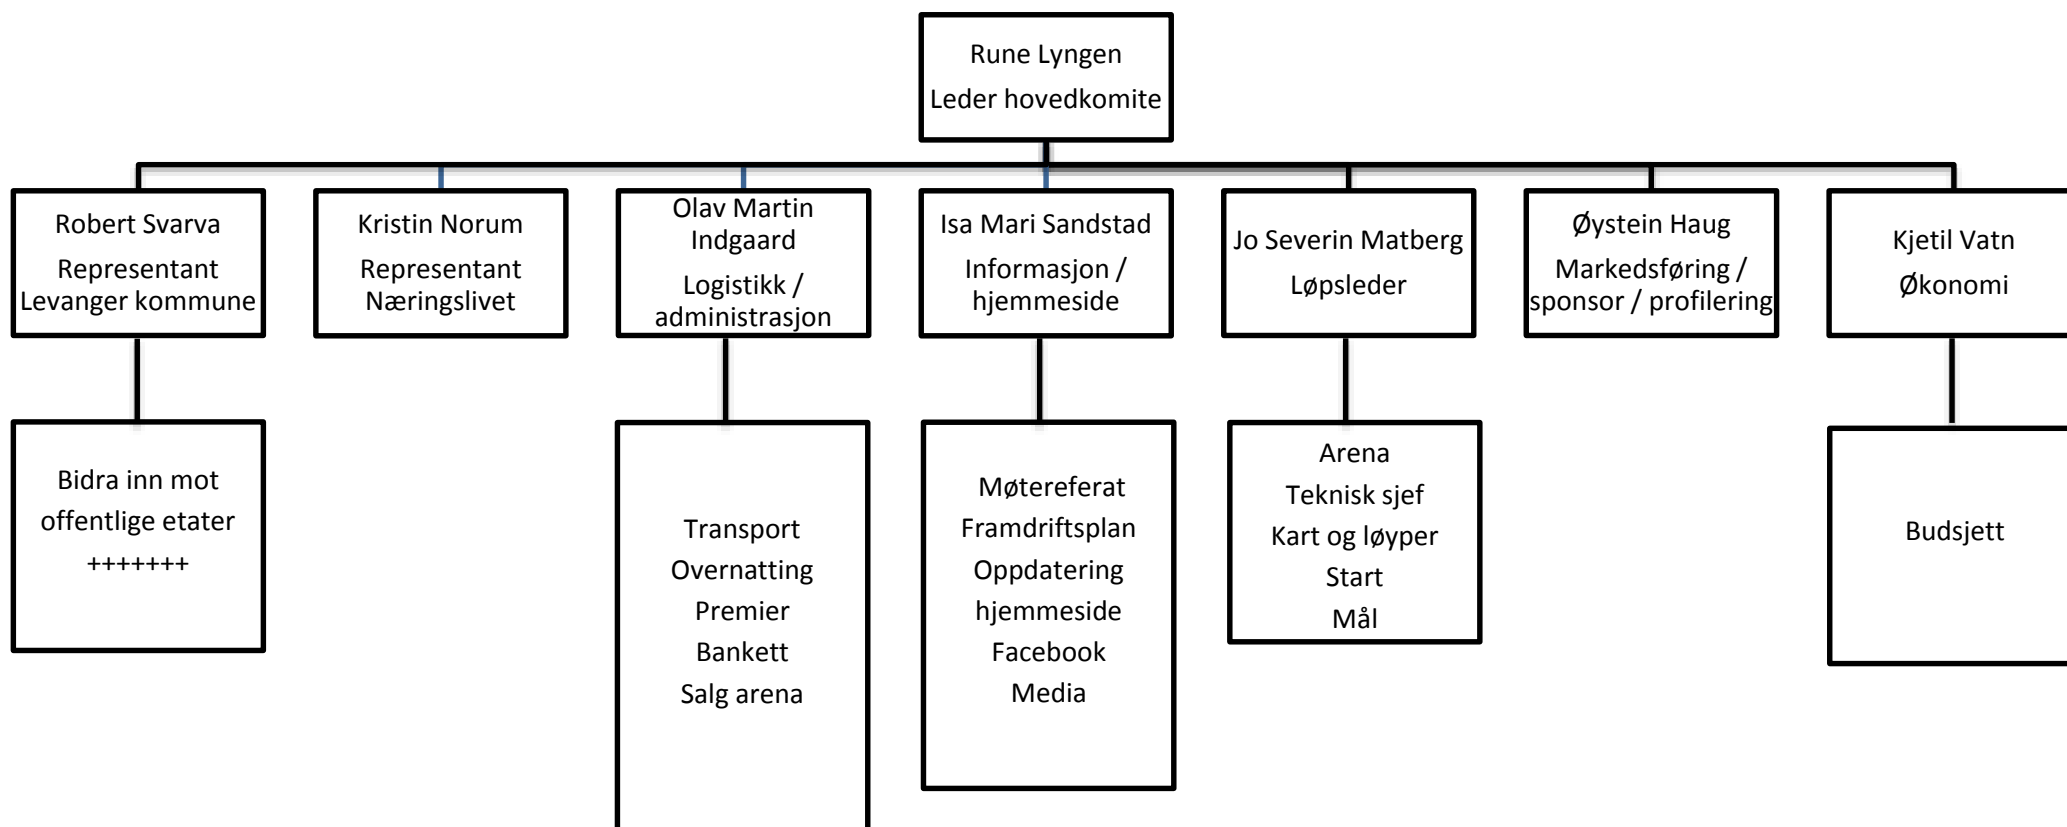 Rune Lyngen
Leder hovedkomite
Robert Svarva
Representant
Levanger kommune
Kristin Norum
Representant
Næringslivet
Olav Martin
Indgaard
Logistikk /
administrasjon
Isa Mari Sandstad
Informasjon /
hjemmeside
Jo Severin Matberg
Løpsleder
Øystein Haug
Markedsføring /
sponsor / profilering
Kjetil Vatn
Økonomi
Bidra inn mot
offentlige etater
+++++++
Transport
Overnatting
Premier
Bankett
Salg arena
Møtereferat
Framdriftsplan
Oppdatering
hjemmeside
Facebook
Media
Arena
Teknisk sjef
Kart og løyper
Start
Mål
Budsjett